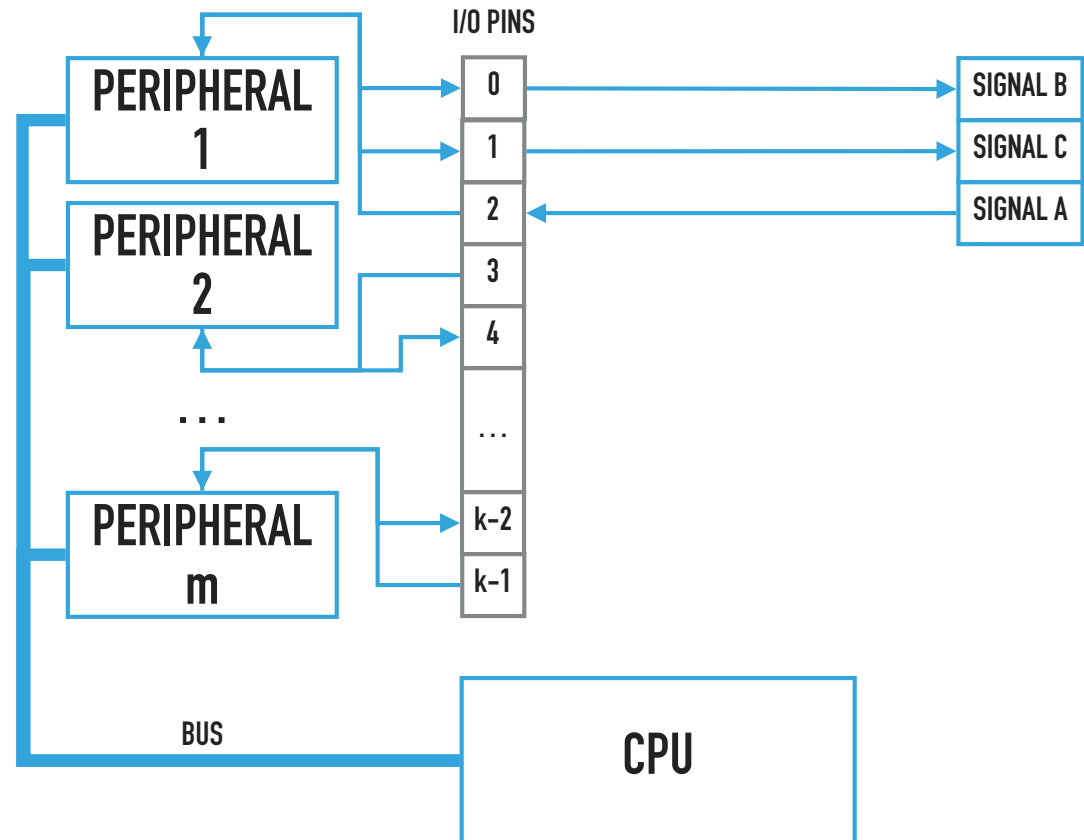 I/O PINS
PERIPHERAL
1
0
SIGNAL B
1
SIGNAL C
2
SIGNAL A
PERIPHERAL
2
3
4
...
...
PERIPHERAL
m
k-2
k-1
BUS
CPU